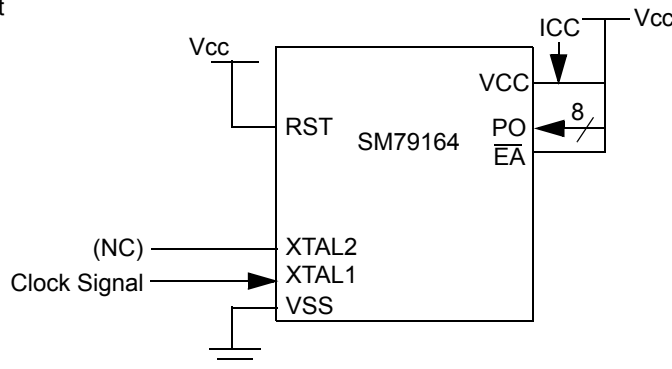 t
Vcc
ICC
Vcc
VCC
8
RST
PO
SM79164
EA
(NC)
XTAL2
Clock Signal
XTAL1
VSS